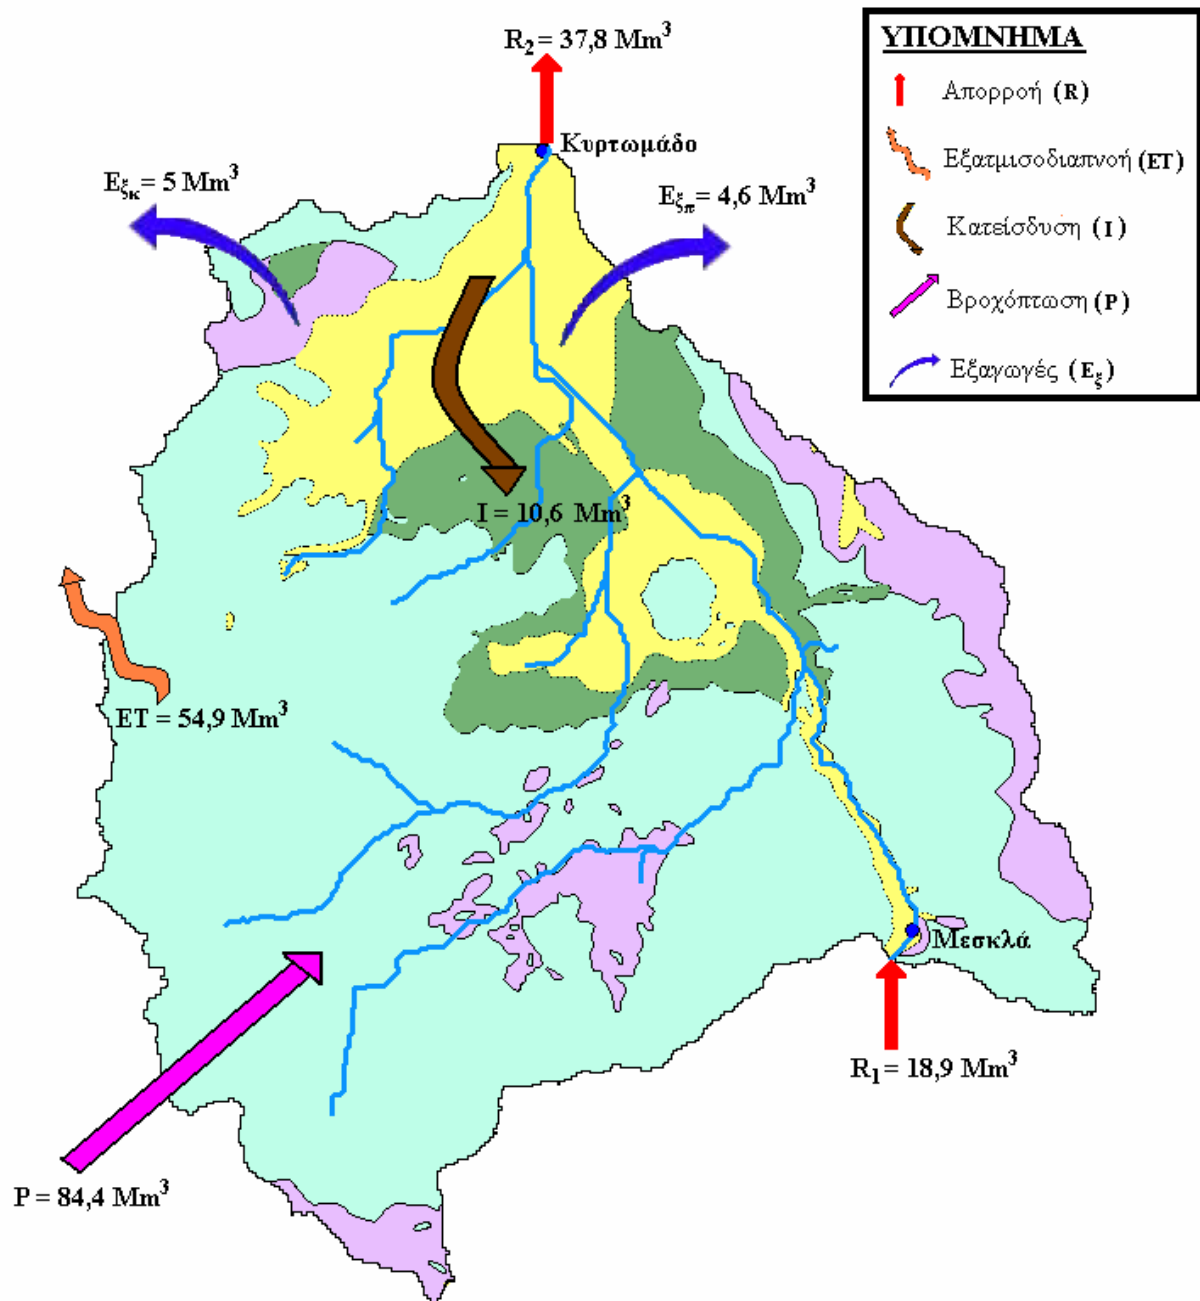 R₂ = 37,8 Mm³
Κυρτωμάδο
Εξκ = 5 Mm³
Εξπ = 4,6 Mm³
ΥΠΟΜΝΗΜΑ
Απορροή (R)
Εξατμισοδιαπνοή (ET)
Κατείσδυση (I)
Βροχόπτωση (P)
Εξαγωγές (Εξ)
I = 10,6 Mm³
ET = 54,9 Mm³
Μεσκλά
R₁ = 18,9 Mm³
P = 84,4 Mm³